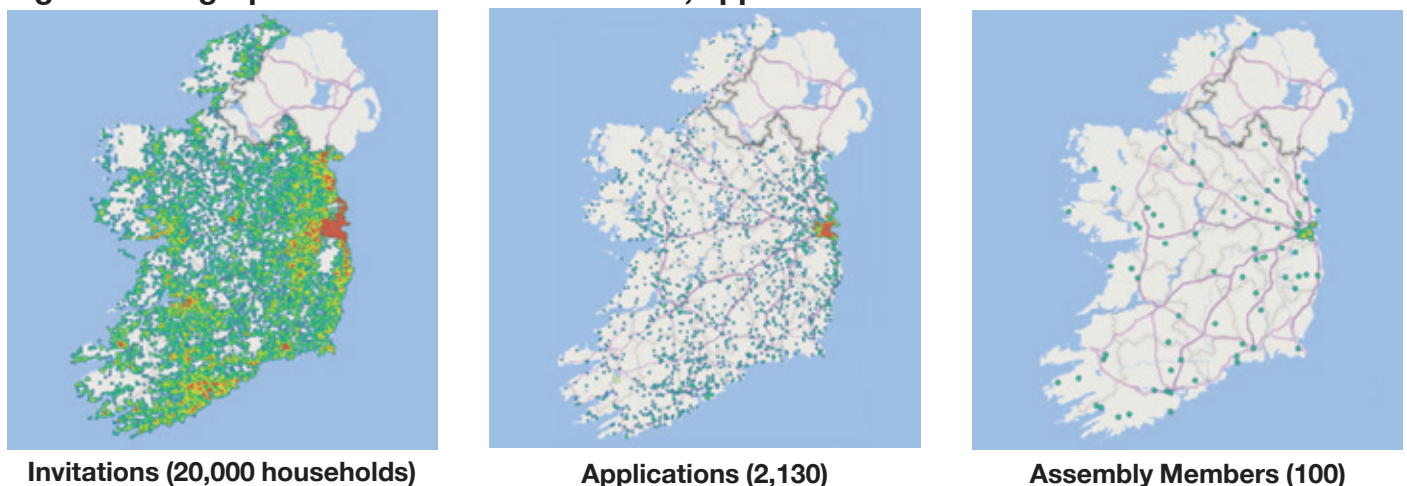 Invitations (20,000 households)
Applications (2,130)
Assembly Members (100)